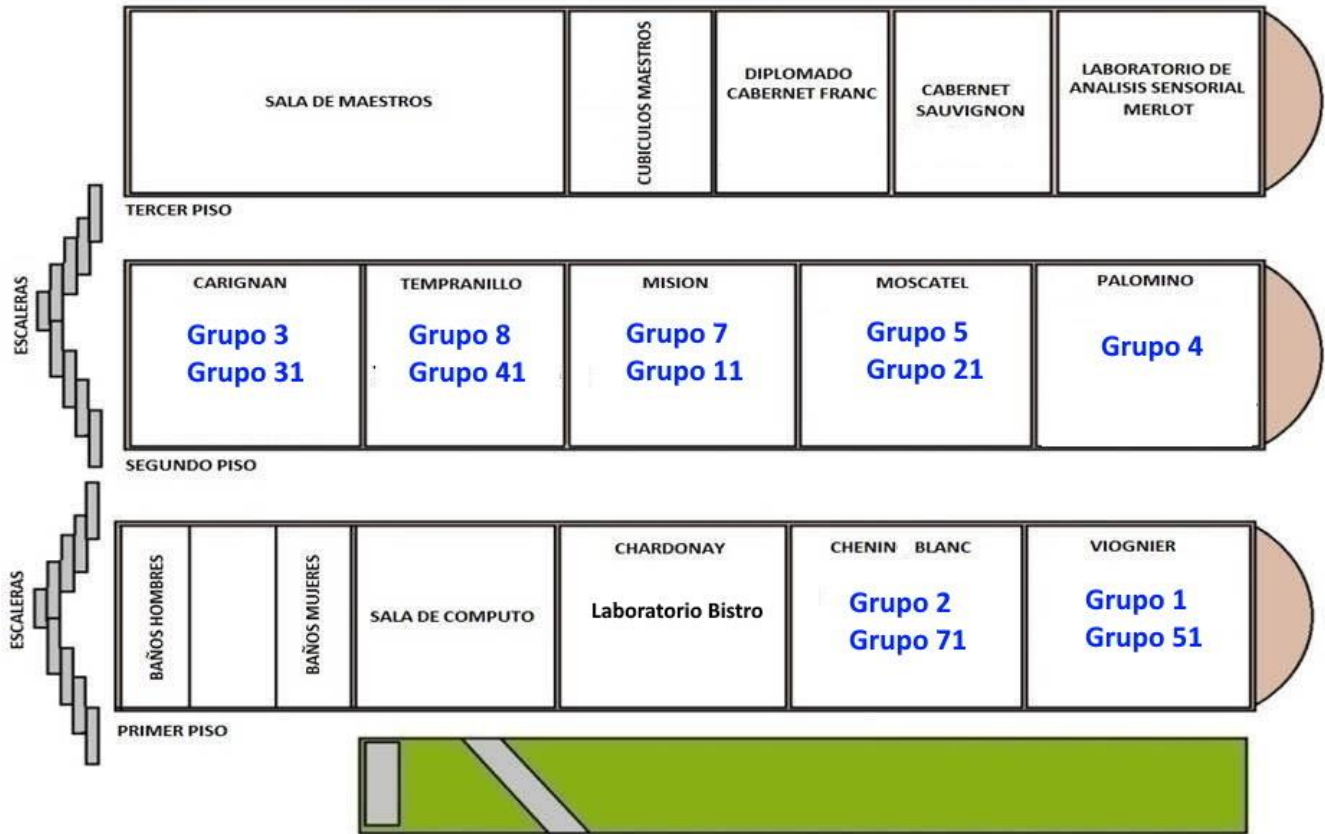 SALA DE MAESTROS
CUBICULOS MAESTROS
DIPLOMADO
CABERNET FRANC
CABERNET
SAUVIGNON
LABORATORIO DE
ANALISIS SENSORIAL
MERLOT
TERCER PISO
ESCALERAS
CARIGNAN
Grupo 3
Grupo 31
TEMPRANILLO
Grupo 8
Grupo 41
MISION
Grupo 7
Grupo 11
MOSCATEL
Grupo 5
Grupo 21
PALOMINO
Grupo 4
SEGUNDO PISO
ESCALERAS
BAÑOS HOMBRES
BAÑOS MUJERES
SALA DE COMPUTO
CHARDONAY
Laboratorio Bistro
CHENIN BLANC
Grupo 2
Grupo 71
VIOGNIER
Grupo 1
Grupo 51
PRIMER PISO